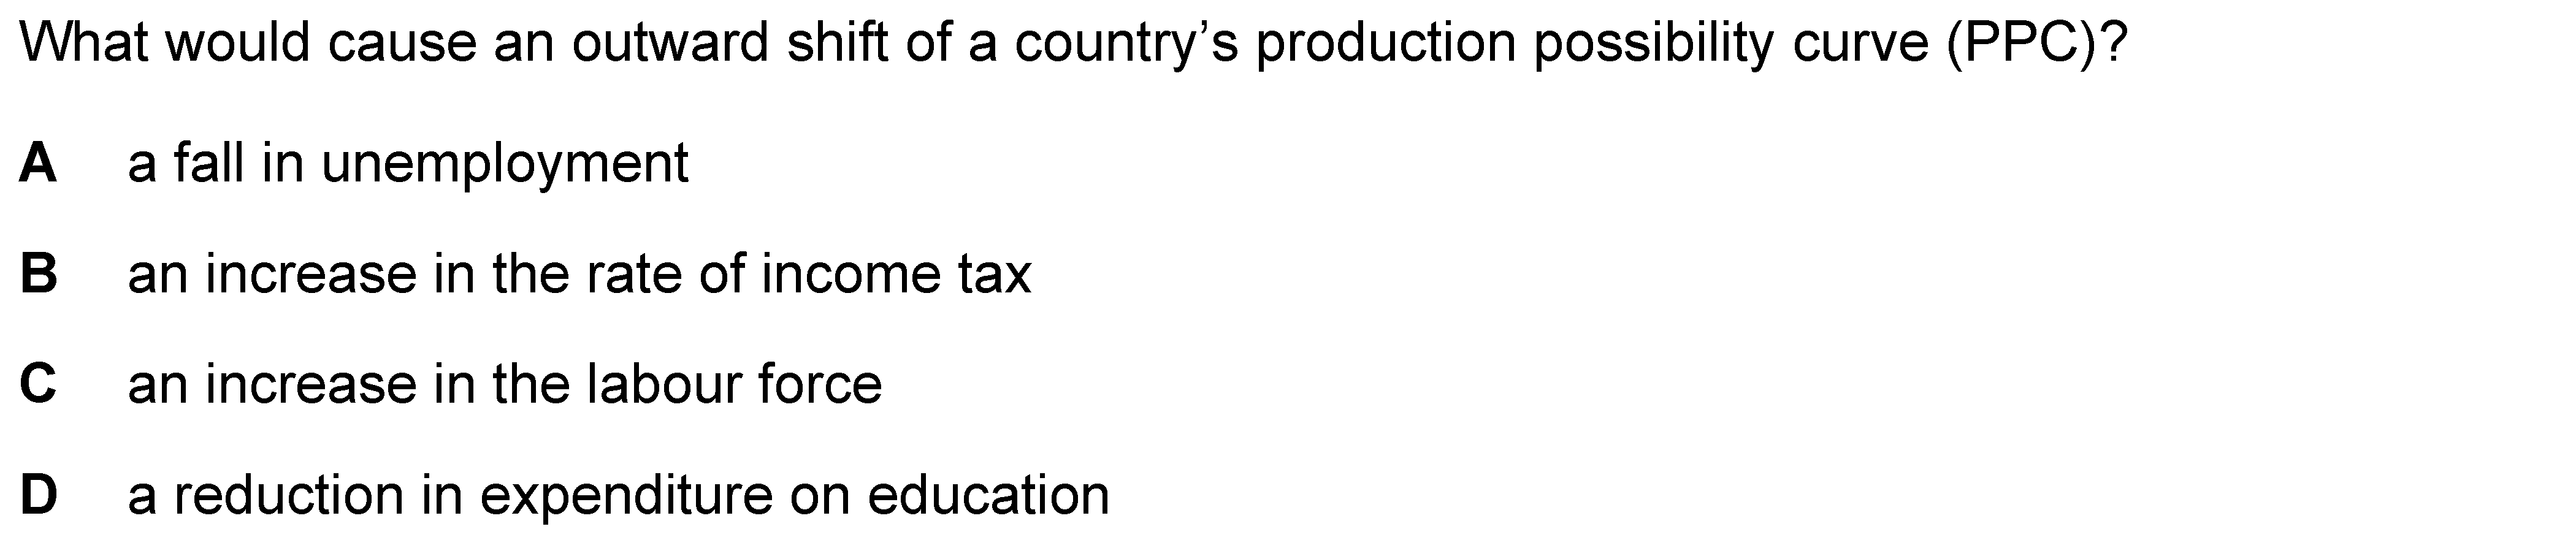 What would cause an outward shift of a country’s production possibility curve (PPC)?
A a fall in unemployment
B an increase in the rate of income tax
C an increase in the labour force
D a reduction in expenditure on education